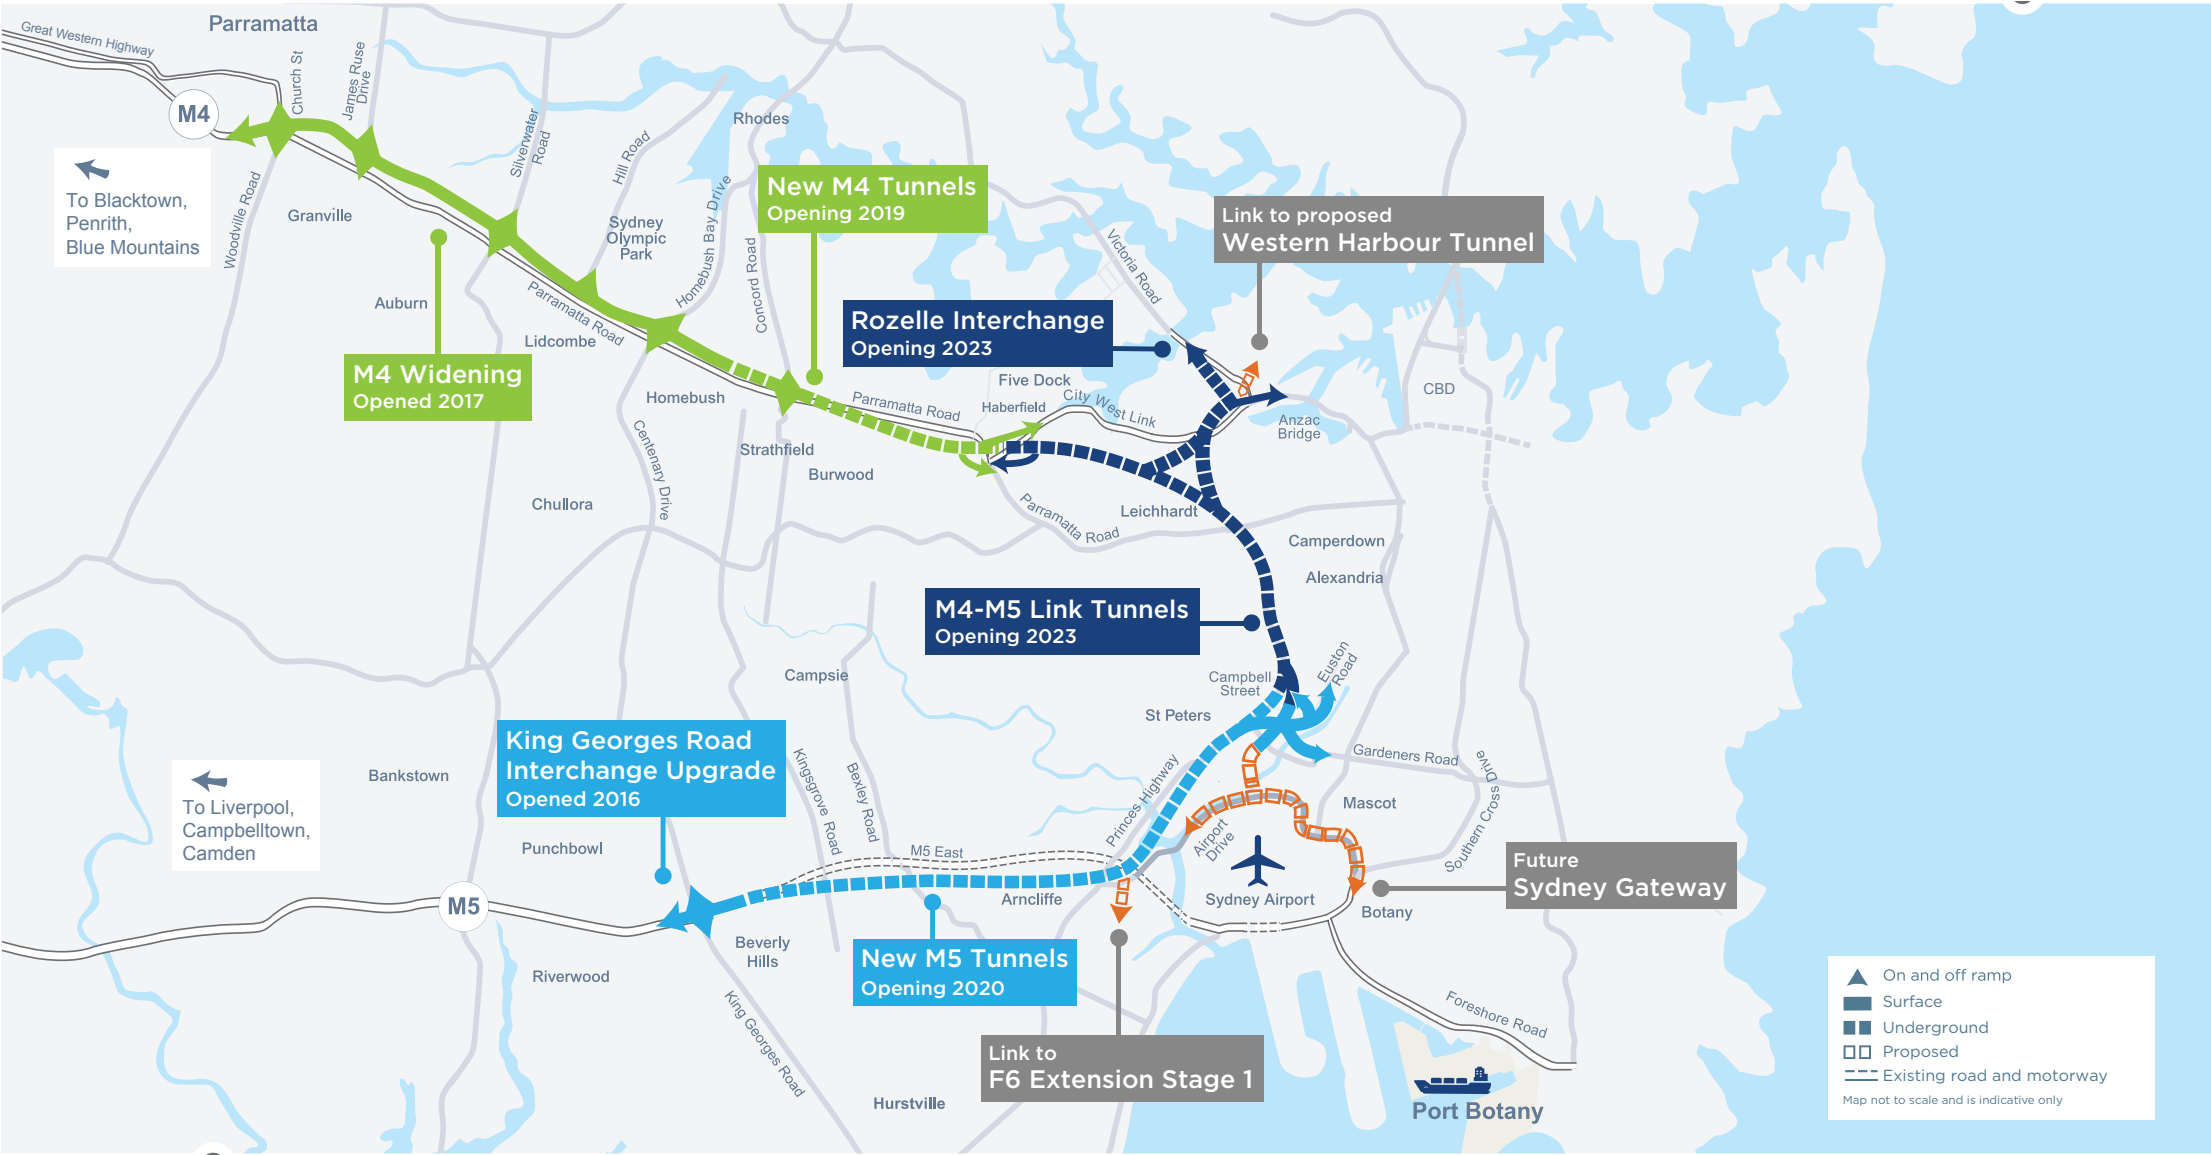 Parramatta
Great Western Highway
Church St
James Ruse
Drive
M4
To Blacktown,
Penrith,
Blue Mountains
Woodville Road
Granville
Silverwater
Road
Hill Road
Rhodes
Sydney
Olympic
Park
Homebush Bay Drive
Concord Road
New M4 Tunnels
Opening 2019
Victoria Road
Link to proposed
Western Harbour Tunnel
Auburn
Parramatta Road
Lidcombe
M4 Widening
Opened 2017
Rozelle Interchange
Opening 2023
Homebush
Five Dock
Haberfield
City West Link
Parramatta Road
CBD
Anzac
Bridge
Centenary Drive
Strathfield
Burwood
Chullora
Parramatta Road
Leichhardt
Camperdown
Alexandria
M4-M5 Link Tunnels
Opening 2023
Campsie
Campbell
Street
Euston
Road
St Peters
King Georges Road
Interchange Upgrade
Opened 2016
Kingsgrove Road
Bexley Road
Princes Highway
Gardeners Road
Southern Cross Drive
Bankstown
To Liverpool,
Campbelltown,
Camden
Mascot
Airport
Drive
Punchbowl
M5 East
Future
Sydney Gateway
M5
Arncliffe
Sydney Airport
Botany
Beverly
Hills
Riverwood
New M5 Tunnels
Opening 2020
King Georges Road
Foreshore Road
Link to
F6 Extension Stage 1
Hurstville
Port Botany
On and off ramp
Surface
Underground
Proposed
Existing road and motorway
Map not to scale and is indicative only